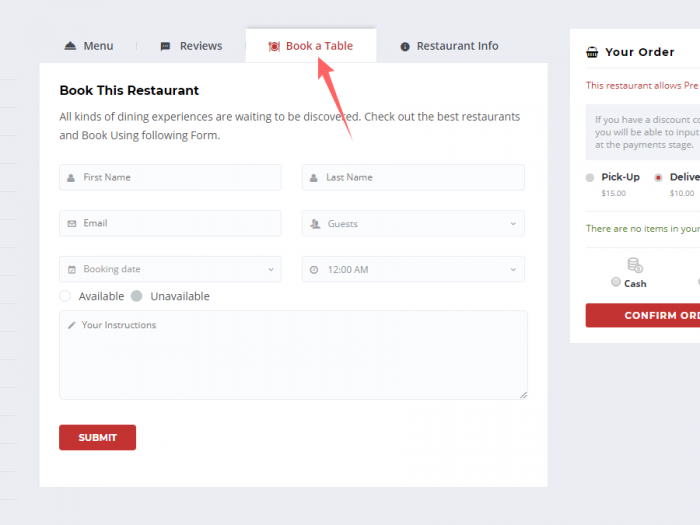 Menu
Reviews
Book a Table
Restaurant Info
Book This Restaurant
All kinds of dining experiences are waiting to be discovered. Check out the best restaurants
and Book Using following Form.
First Name
Last Name
Email
Guests
Booking date
12:00 AM
Available
Unavailable
Your Instructions
SUBMIT
Your Order
This restaurant allows Pre
If you have a discount co
you will be able to input
at the payments stage.
Pick-Up
Delive
$15.00
$10.00
There are no items in your
Cash
CONFIRM ORD